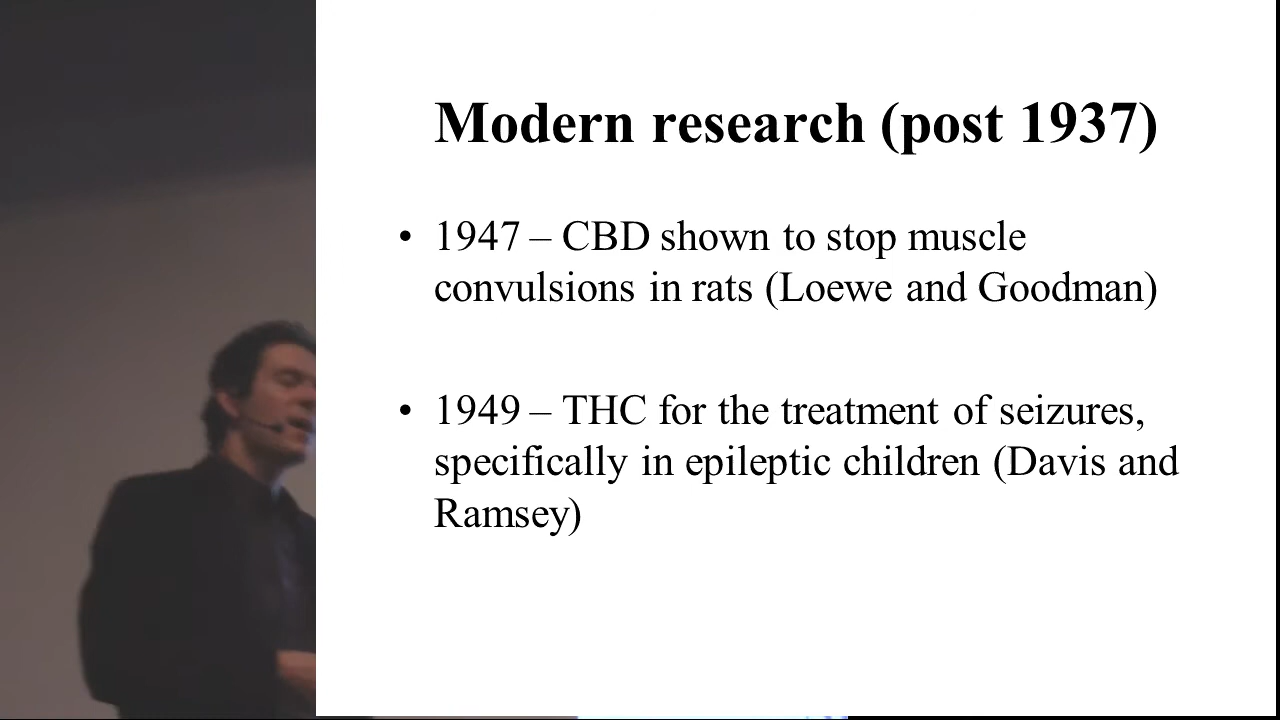 Modern research (post 1937)
• 1947 – CBD shown to stop muscle
convulsions in rats (Loewe and Goodman)
• 1949 – THC for the treatment of seizures,
specifically in epileptic children (Davis and
Ramsey)